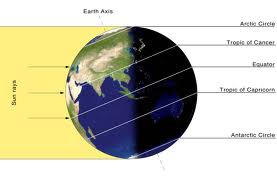 Earth Axis
Arctic Circle
Tropic of Cancer
Equator
Tropic of Capricorn
Antarctic Circle
Sun rays